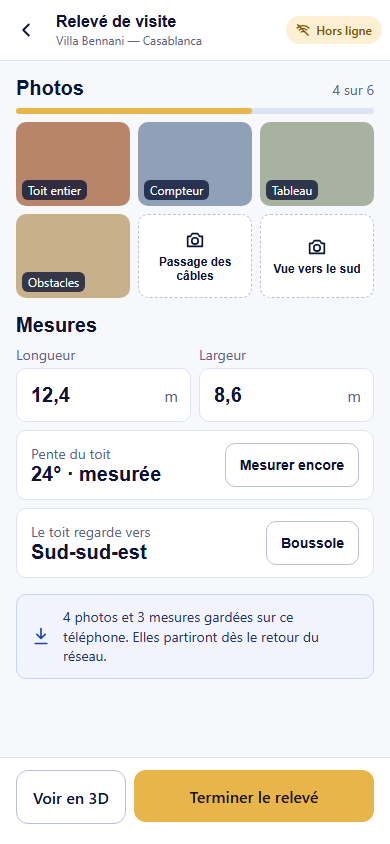 Relevé de visite
Villa Bennani — Casablanca
Hors ligne
Photos
4 sur 6
Toit entier
Compteur
Tableau
Obstacles
Passage des
câbles
Vue vers le sud
Mesures
Longueur
Largeur
12,4 m
8,6 m
Pente du toit
24° · mesurée
Mesurer encore
Le toit regarde vers
Sud-sud-est
Boussole
4 photos et 3 mesures gardées sur ce
téléphone. Elles partiront dès le retour du
réseau.
Voir en 3D
Terminer le relevé